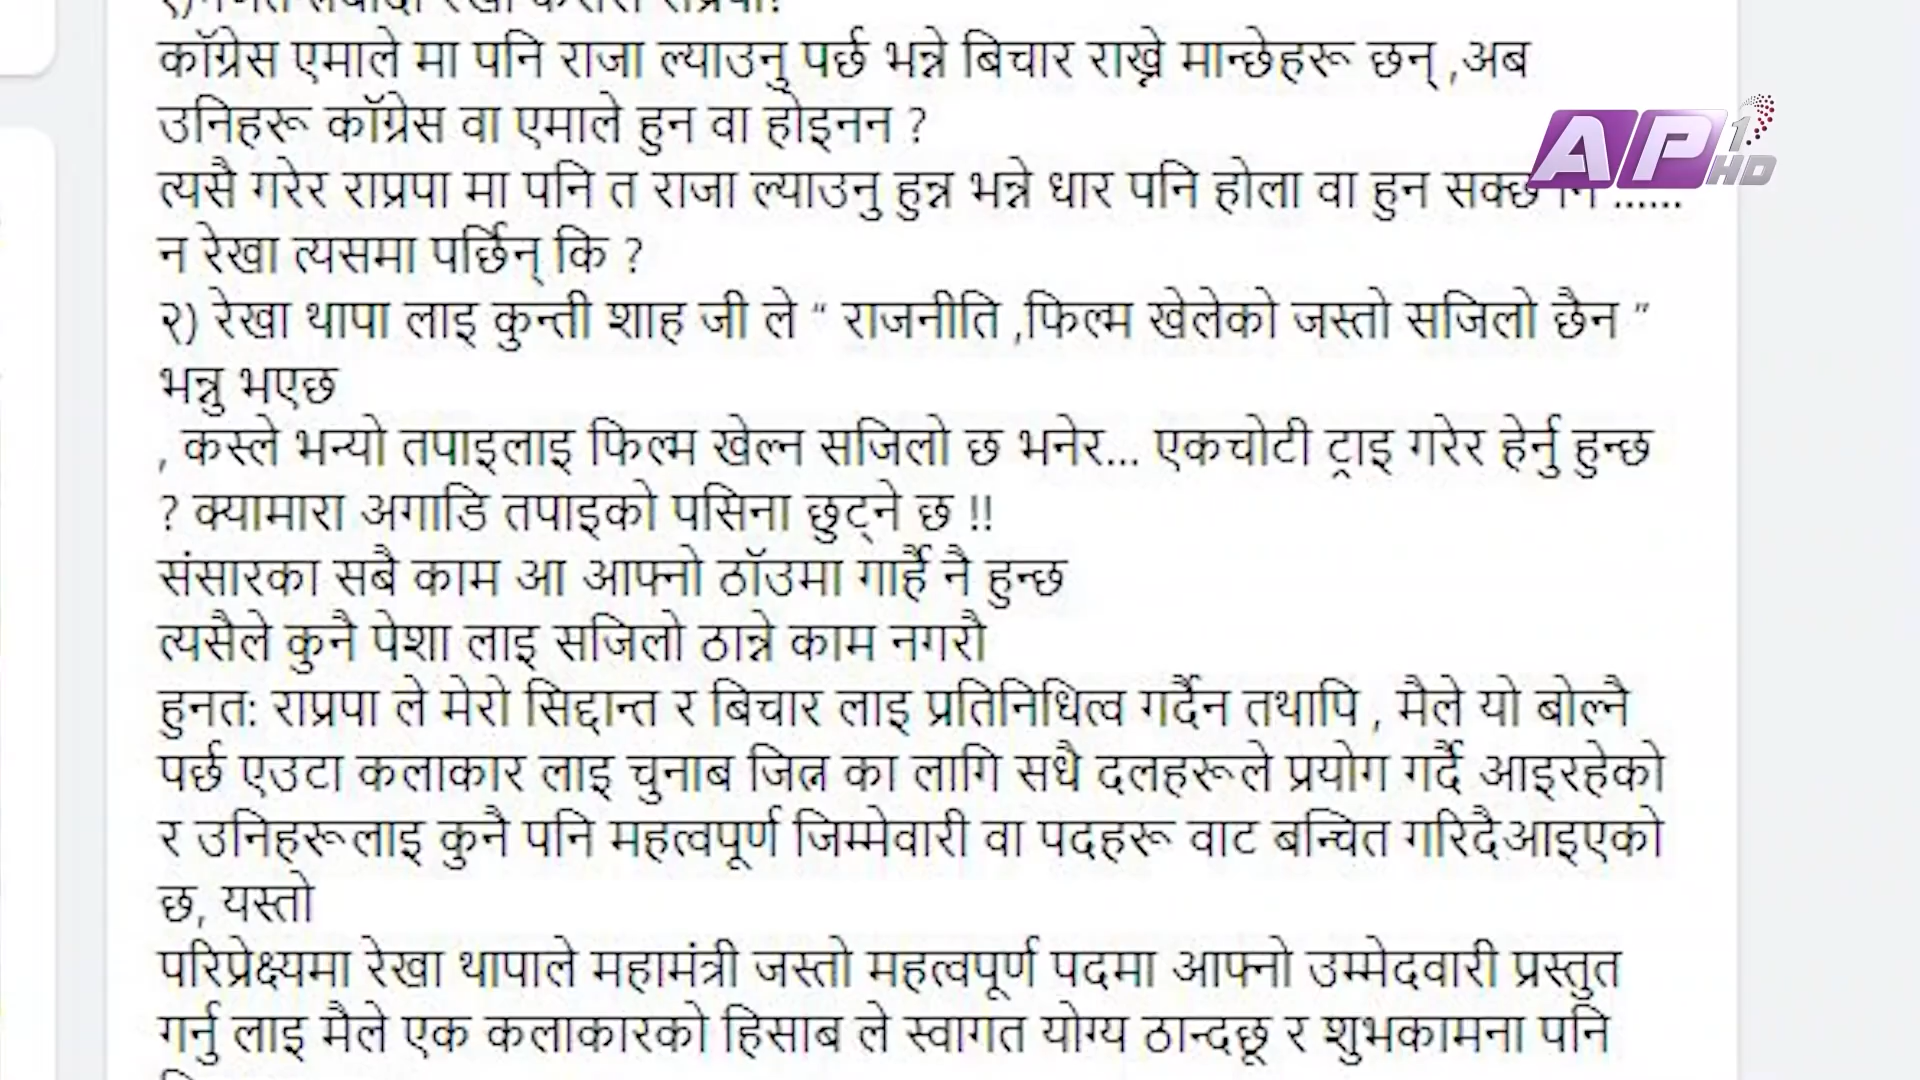 कॉंग्रेस एमाले मा पनि राजा ल्याउनु पर्छ भन्ने बिचार राख्ने मान्छेहरू छन् ,अब
उनिहरू कॉंग्रेस वा एमाले हुन वा होइनन ?
त्यसै गरेर राप्रपा मा पनि त राजा ल्याउनु हुन्न भन्ने धार पनि होला वा हुन सक्छ नि ......
न रेखा त्यसमा पर्छिन् कि ?
२) रेखा थापा लाइ कुन्ती शाह जी ले “ राजनीति ,फिल्म खेलेको जस्तो सजिलो छैन ”
भन्नु भएछ
, कस्ले भन्यो तपाइलाइ फिल्म खेल्न सजिलो छ भनेर... एकचोटी ट्राइ गरेर हेर्नु हुन्छ
? क्यामारा अगाडि तपाइको पसिना छुट्ने छ !!
संसारका सबै काम आ आफ्नो ठॉउमा गार्है नै हुन्छ
त्यसैले कुनै पेशा लाइ सजिलो ठान्ने काम नगरौ
हुनत: राप्रपा ले मेरो सिद्दान्त र बिचार लाइ प्रतिनिधित्व गर्दैन तथापि , मैले यो बोल्नै
पर्छ एउटा कलाकार लाइ चुनाब जित्न का लागि सधै दलहरूले प्रयोग गर्दै आइरहेको
र उनिहरूलाइ कुनै पनि महत्वपूर्ण जिम्मेवारी वा पदहरू वाट बन्चित गरिदैआइएको
छ, यस्तो
परिप्रेक्ष्यमा रेखा थापाले महामंत्री जस्तो महत्वपूर्ण पदमा आफ्नो उम्मेदवारी प्रस्तुत
गर्नु लाइ मैले एक कलाकारको हिसाब ले स्वागत योग्य ठान्दछू र शुभकामना पनि
AP1 HD